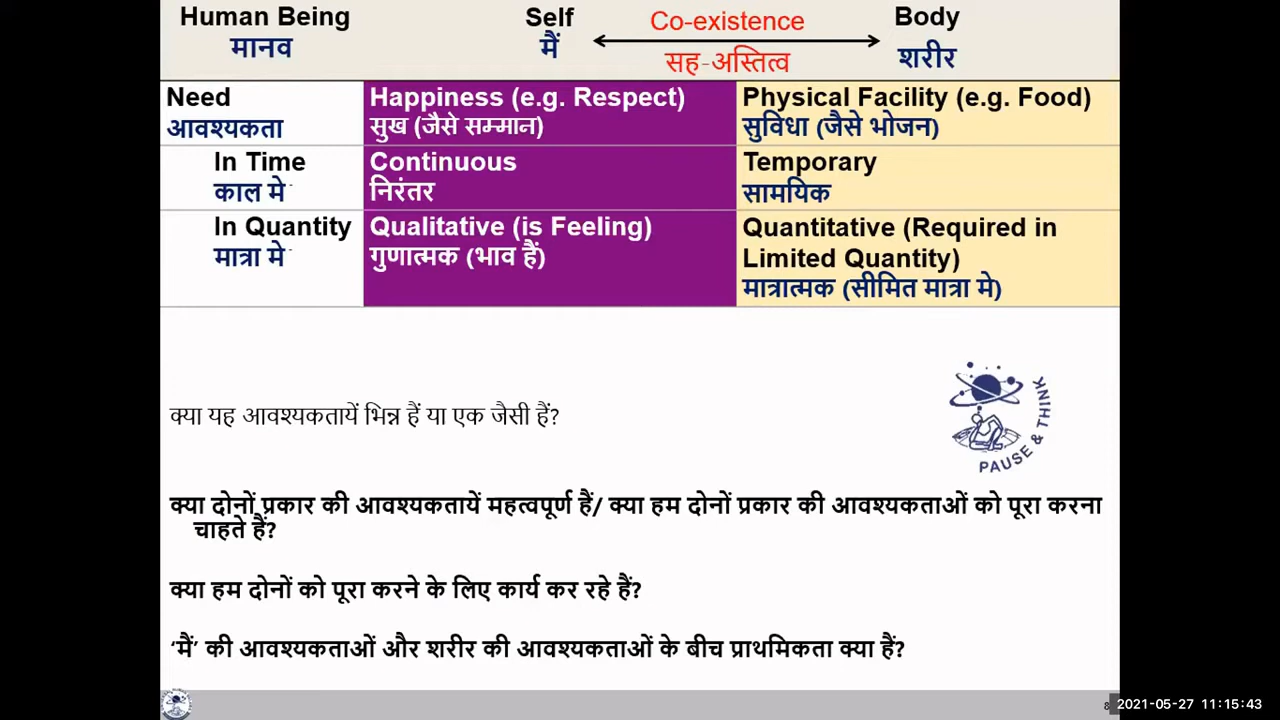 Human Being Self Co-existence Body
मानव मैं सह-अस्तित्व शरीर
Need Happiness (e.g. Respect) Physical Facility (e.g. Food)
आवश्यकता सुख (जैसे सम्मान) सुविधा (जैसे भोजन)
In Time Continuous Temporary
काल मे निरंतर सामयिक
In Quantity Qualitative (is Feeling) Quantitative (Required in
मात्रा मे गुणात्मक (भाव हैं) Limited Quantity)
मात्रात्मक (सीमित मात्रा मे)
क्या यह आवश्यकतायें भिन्न हैं या एक जैसी हैं?
PAUSE & THINK
क्या दोनों प्रकार की आवश्यकतायें महत्वपूर्ण हैं/ क्या हम दोनों प्रकार की आवश्यकताओं को पूरा करना
चाहते हैं?
क्या हम दोनों को पूरा करने के लिए कार्य कर रहे हैं?
‘मैं’ की आवश्यकताओं और शरीर की आवश्यकताओं के बीच प्राथमिकता क्या हैं?
2021-05-27 11:15:43